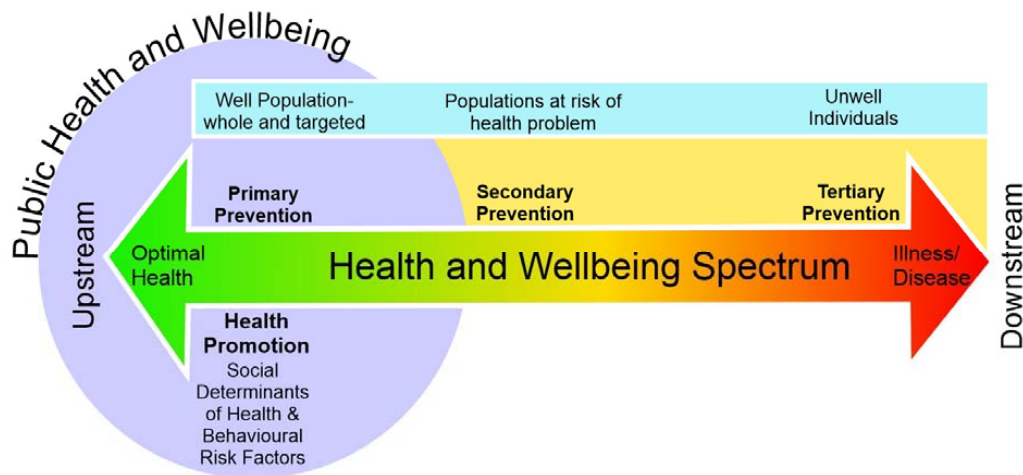 Public Health and Wellbeing
Well Population-
whole and targeted
Populations at risk of
health problem
Unwell
Individuals
Primary
Prevention
Secondary
Prevention
Tertiary
Prevention
Upstream
Optimal
Health
Health and Wellbeing Spectrum
Illness/
Disease
Downstream
Health
Promotion
Social
Determinants
of Health &
Behavioural
Risk Factors